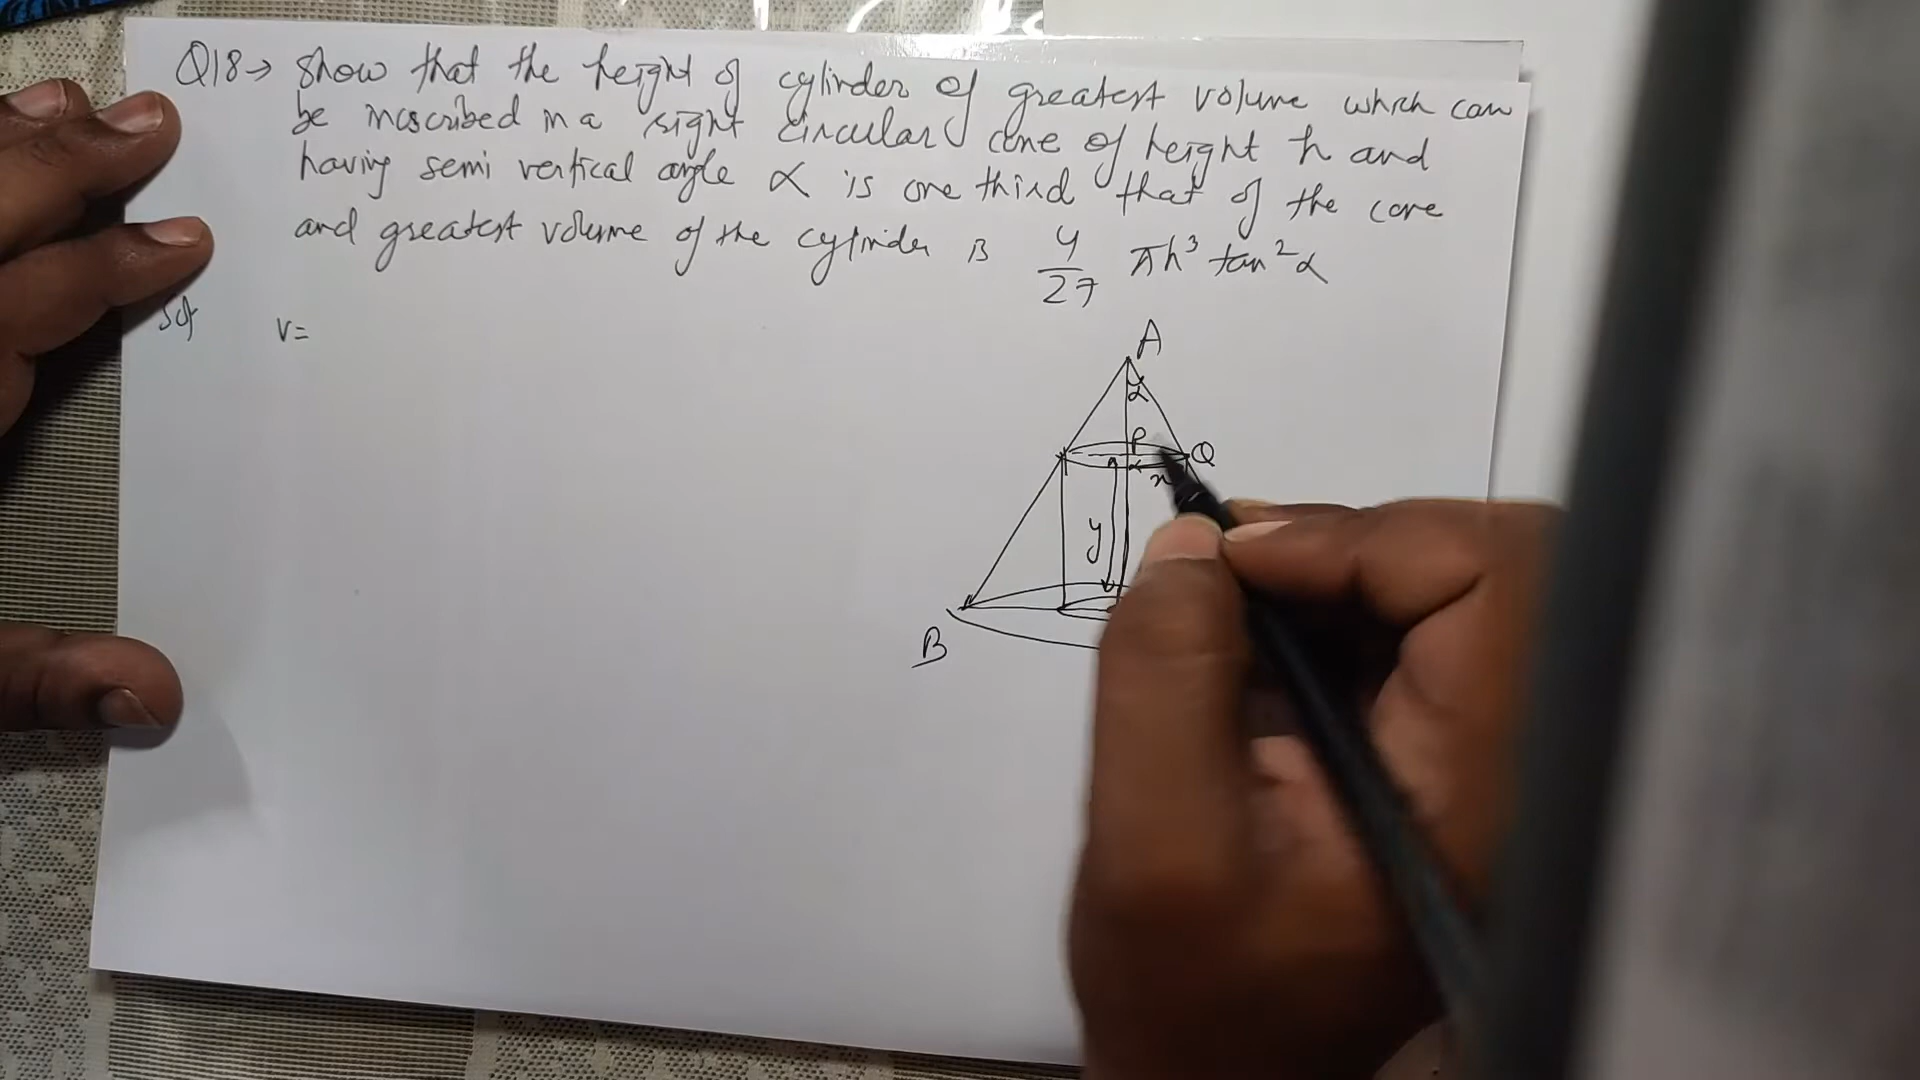 Q18→ Show that the height of cylinder of greatest volume which can
be inscribed in a right circular cone of height h and
having semi vertical angle α is one third that of the cone
and greatest volume of the cylinder is 4/27 πh³ tan²α
Sol V=
A
α
P Q
x
y
B